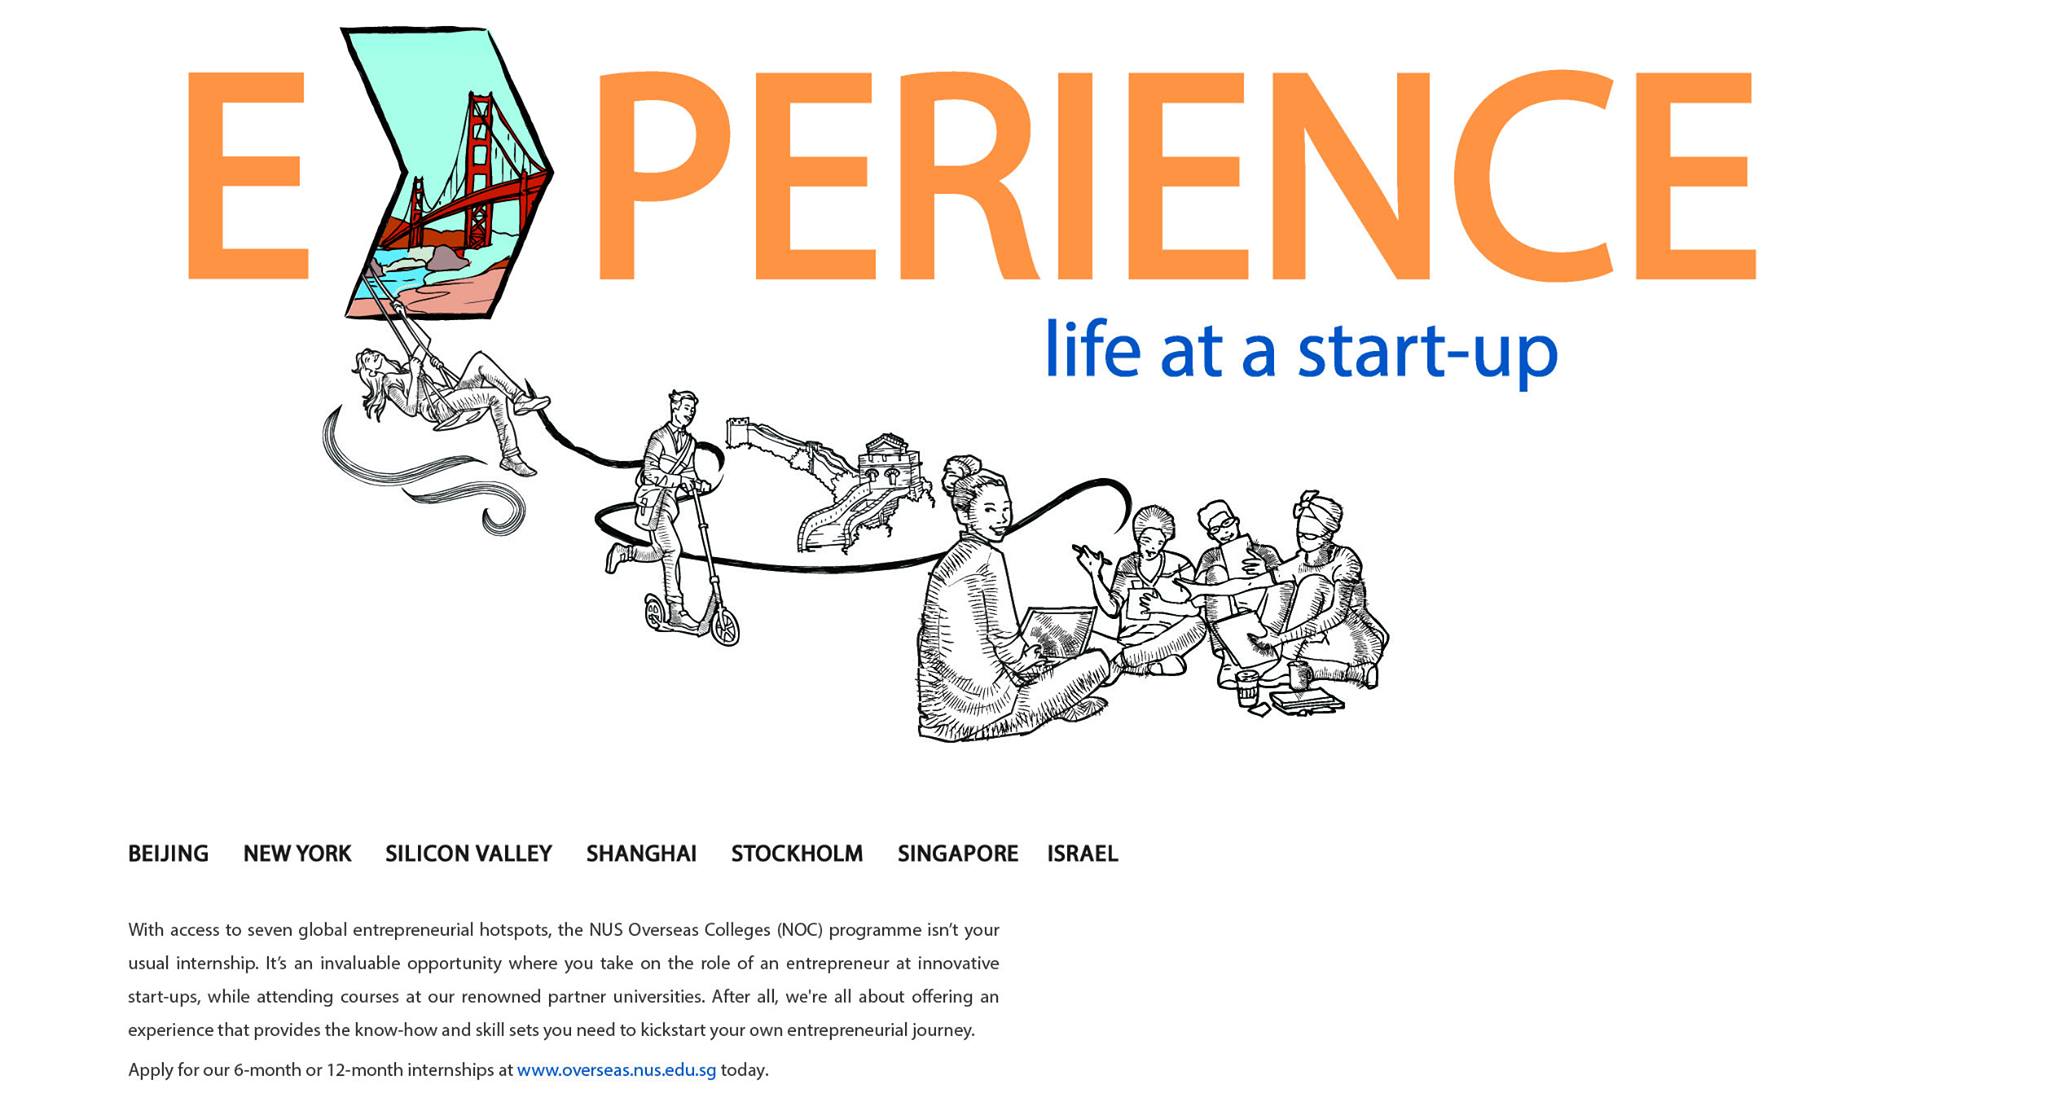 E PERIENCE
life at a start-up
BEIJING NEW YORK SILICON VALLEY SHANGHAI STOCKHOLM SINGAPORE ISRAEL
With access to seven global entrepreneurial hotspots, the NUS Overseas Colleges (NOC) programme isn’t your
usual internship. It’s an invaluable opportunity where you take on the role of an entrepreneur at innovative
start-ups, while attending courses at our renowned partner universities. After all, we're all about offering an
experience that provides the know-how and skill sets you need to kickstart your own entrepreneurial journey.
Apply for our 6-month or 12-month internships at www.overseas.nus.edu.sg today.